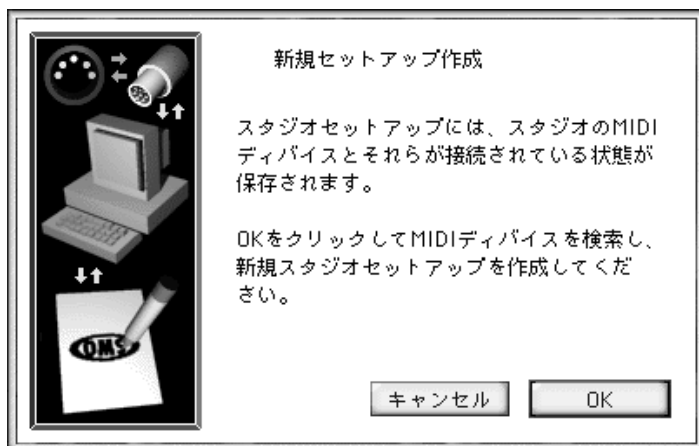 新規セットアップ作成
スタジオセットアップには、スタジオのMIDI
ディバイスとそれらが接続されている状態が
保存されます。
OKをクリックしてMIDIディバイスを検索し、
新規スタジオセットアップを作成してくだ
さい。
OMS
キャンセル
OK